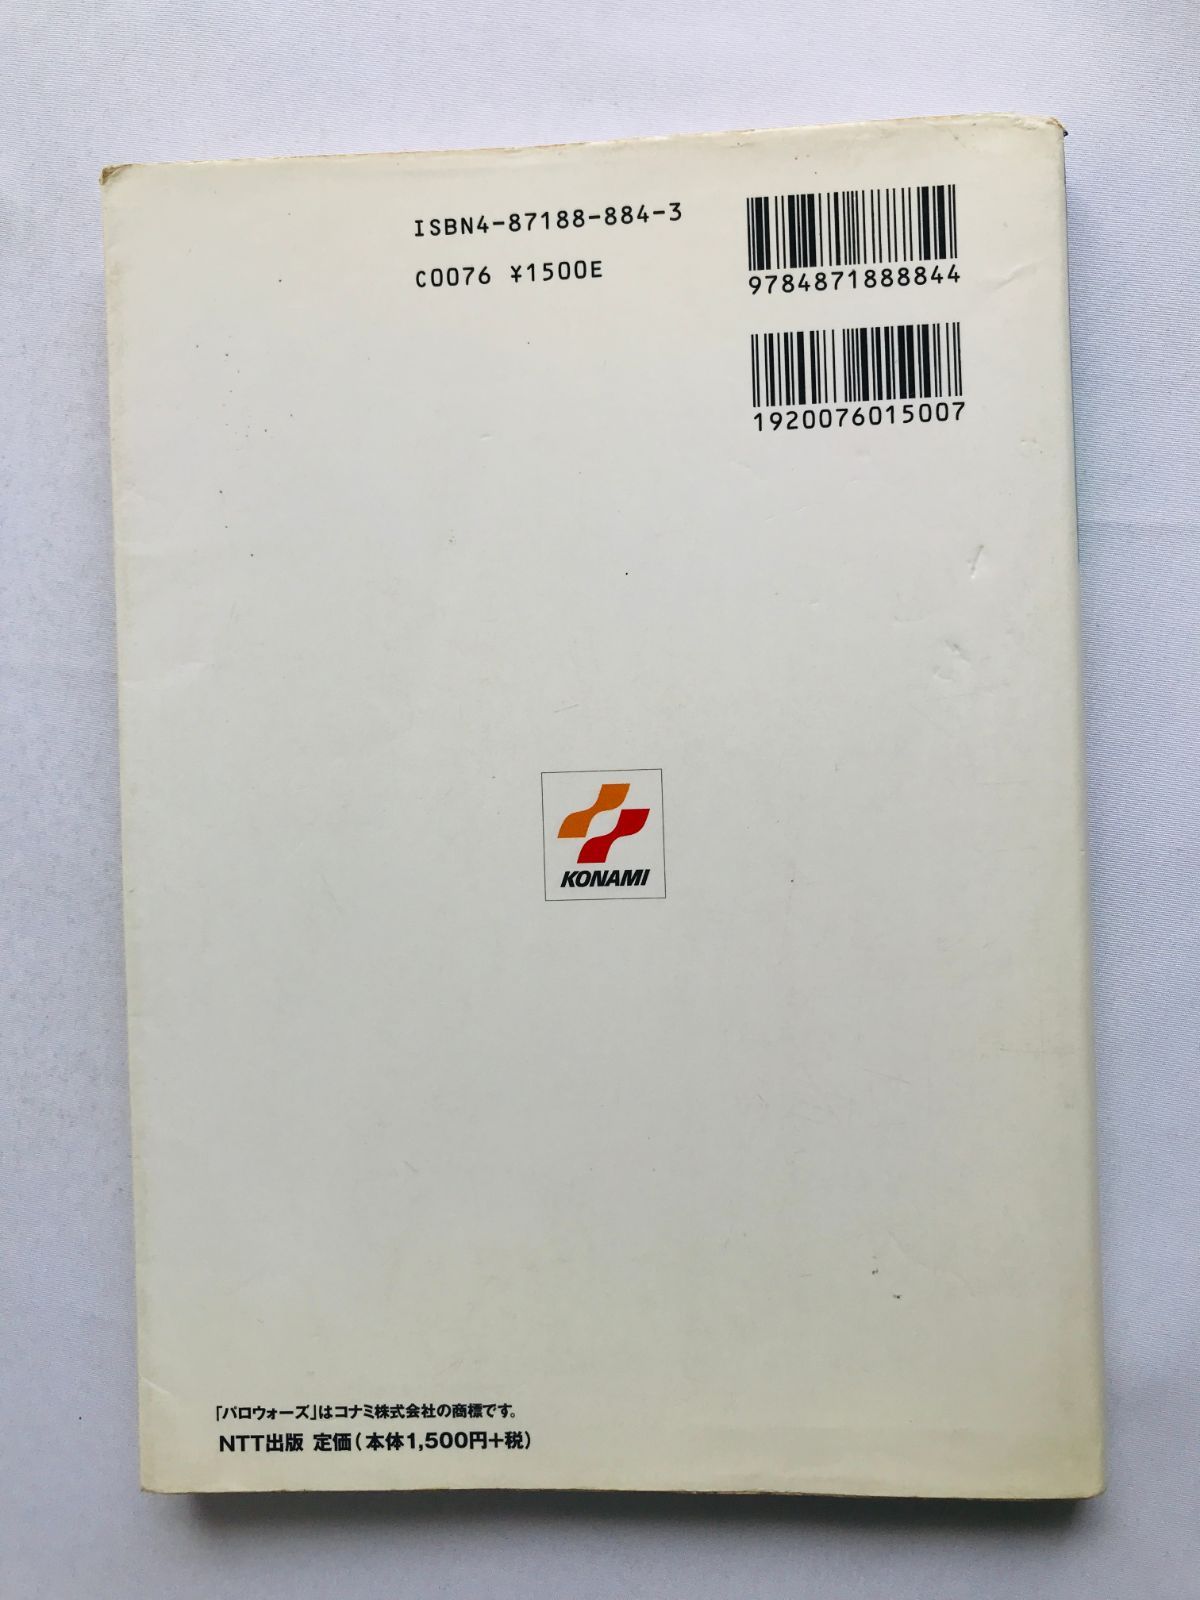 ISBN4-87188-884-3
C0076 ¥1500E
9784871888844
1920076015007
KONAMI
「パロウォーズ」はコナミ株式会社の商標です。
NTT出版 定価(本体1,500円+税)